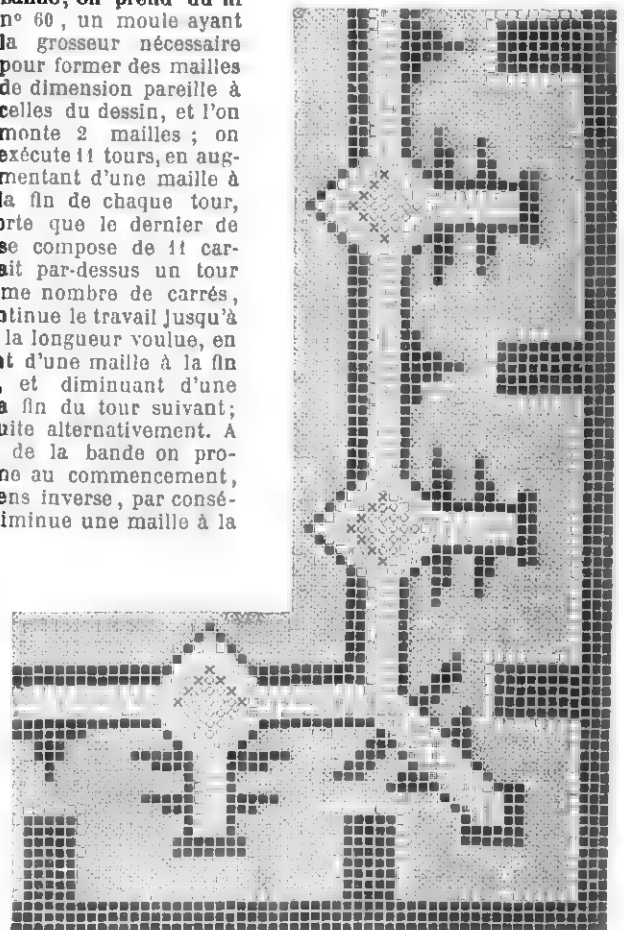 bande, on prend du fil
nº 60, un moule ayant
la grosseur nécessaire
pour former des mailles
de dimension pareille à
celles du dessin, et l'on
monte 2 mailles ; on
exécute 11 tours, en aug-
mentant d'une maille à
la fin de chaque tour,
orte que le dernier de
se compose de 11 car-
ait par-dessus un tour
me nombre de carrés,
ntinue le travail jusqu'à
la longueur voulue, en
t d'une maille à la fin
, et diminuant d'une
a fin du tour suivant;
uite alternativement. A
de la bande on pro-
me au commencement,
ens inverse, par consé-
iminue une maille à la